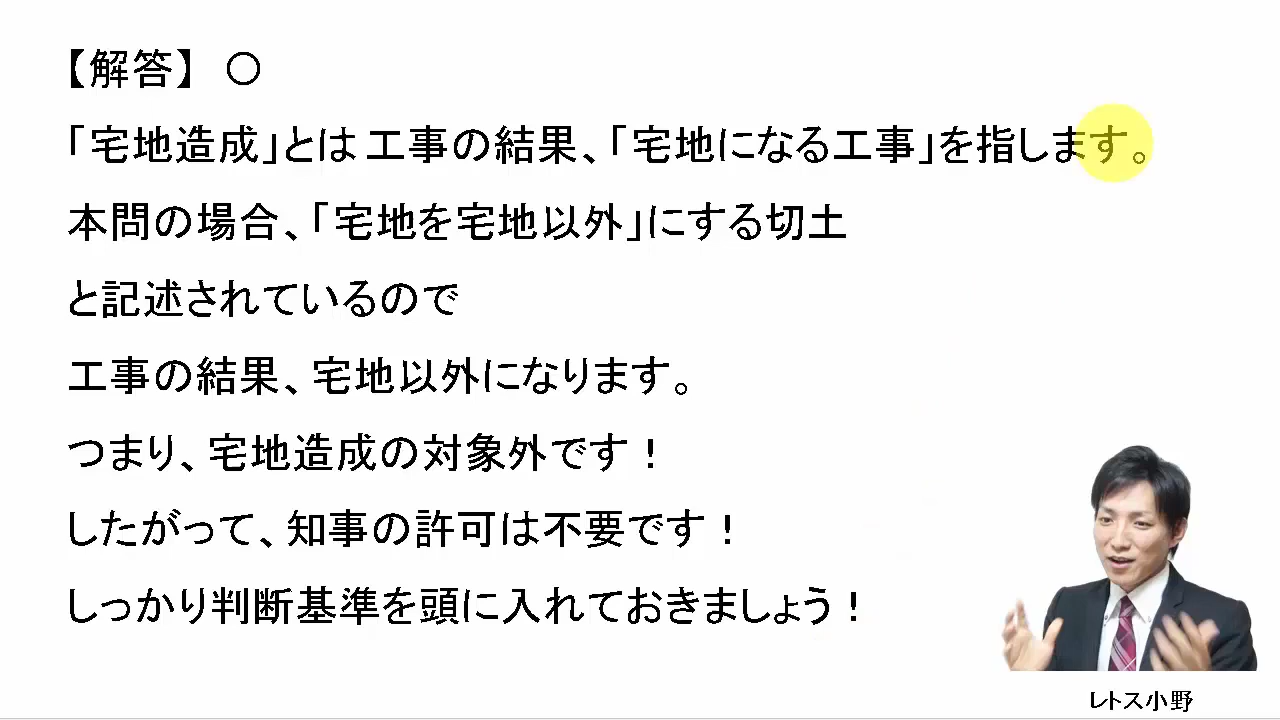 【解答】 〇
「宅地造成」とは工事の結果、「宅地になる工事」を指します。
本問の場合、「宅地を宅地以外」にする切土
と記述されているので
工事の結果、宅地以外になります。
つまり、宅地造成の対象外です！
したがって、知事の許可は不要です！
しっかり判断基準を頭に入れておきましょう！
レトス小野